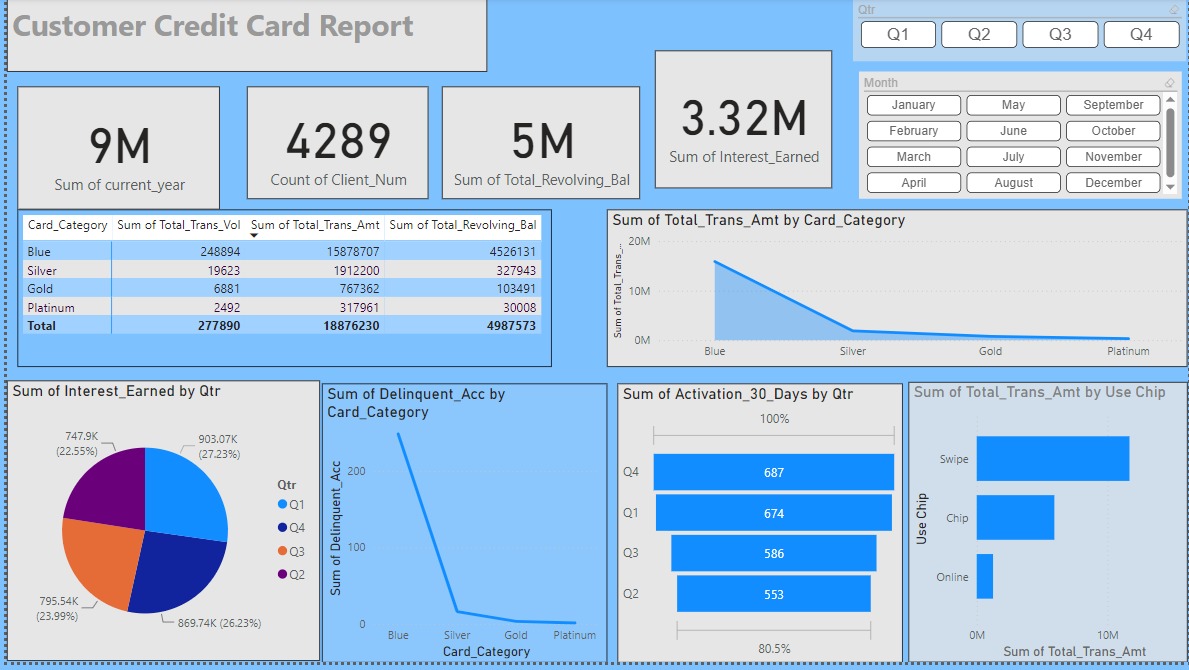 Customer Credit Card Report
Qtr
Q1 Q2 Q3 Q4
Month
January May September
February June October
March July November
April August December
9M
Sum of current_year
4289
Count of Client_Num
5M
Sum of Total_Revolving_Bal
3.32M
Sum of Interest_Earned
Card_Category Sum of Total_Trans_Vol Sum of Total_Trans_Amt Sum of Total_Revolving_Bal
Blue 248894 15878707 4526131
Silver 19623 1912200 327943
Gold 6881 767362 103491
Platinum 2492 317961 30008
Total 277890 18876230 4987573
Sum of Total_Trans_Amt by Card_Category
Sum of Total_Trans_...
20M
10M
0M
Blue Silver Gold Platinum
Sum of Interest_Earned by Qtr
747.9K
(22.55%)
903.07K
(27.23%)
795.54K
(23.99%)
869.74K (26.23%)
Qtr
Q1
Q4
Q3
Q2
Sum of Delinquent_Acc by
Card_Category
Sum of Delinquent_Acc
200
100
0
Blue Silver Gold Platinum
Card_Category
Sum of Activation_30_Days by Qtr
100%
Q4 687
Q1 674
Q3 586
Q2 553
80.5%
Sum of Total_Trans_Amt by Use Chip
Use Chip
Swipe
Chip
Online
0M 10M
Sum of Total_Trans_Amt